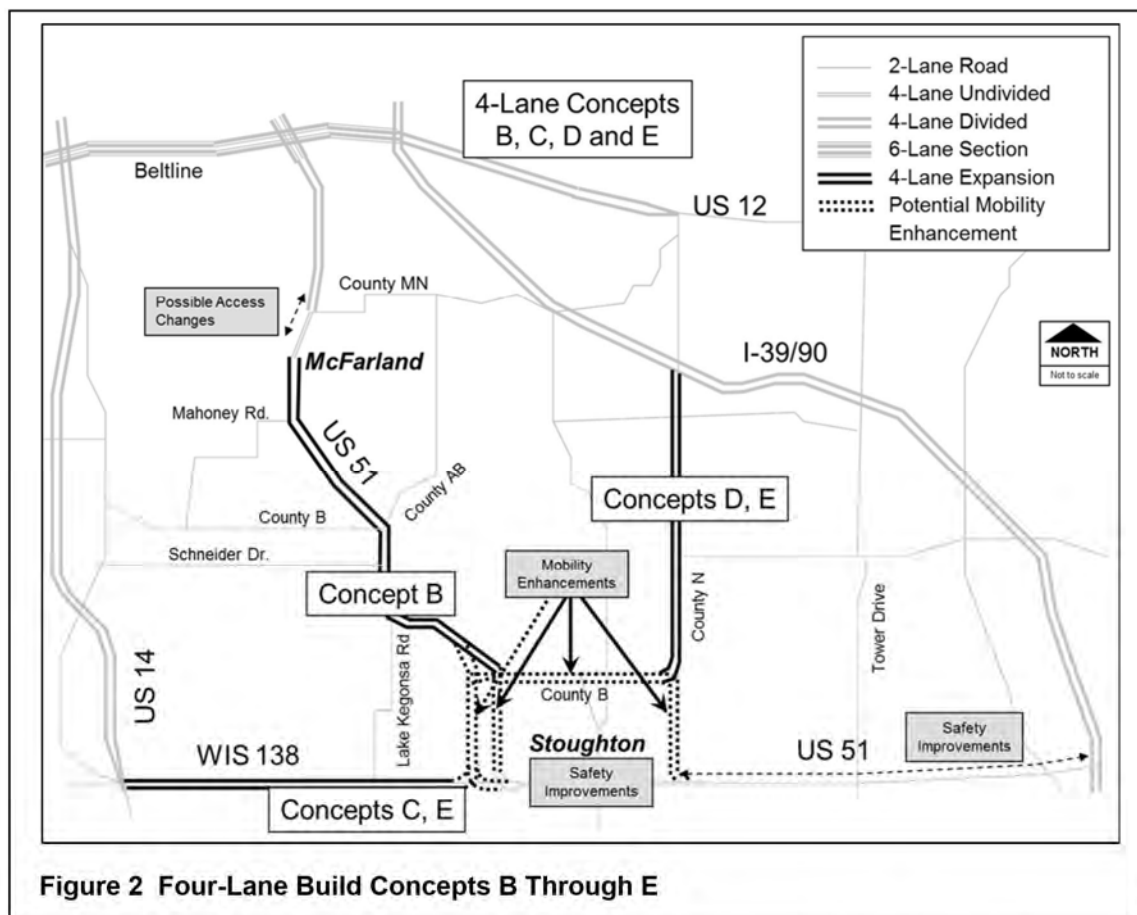 4-Lane Concepts
B, C, D and E
2-Lane Road
4-Lane Undivided
4-Lane Divided
6-Lane Section
4-Lane Expansion
Potential Mobility
Enhancement
Beltline
US 12
County MN
Possible Access
Changes
McFarland
I-39/90
NORTH
Not to scale
Mahoney Rd.
US 51
County AB
Concepts D, E
County B
Schneider Dr.
Mobility
Enhancements
Concept B
County N
Tower Drive
Lake Kegonsa Rd
County B
US 14
WIS 138
Stoughton
Safety
Improvements
US 51
Safety
Improvements
Concepts C, E
Figure 2 Four-Lane Build Concepts B Through E